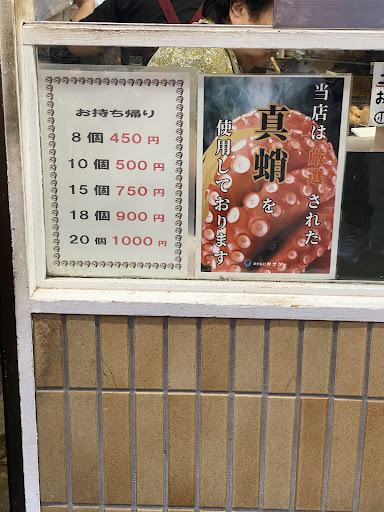 お持ち帰り
8個 450円
10個 500円
15個 750円
18個 900円
20個 1000円
当店は厳選された
真蛸を
使用しております